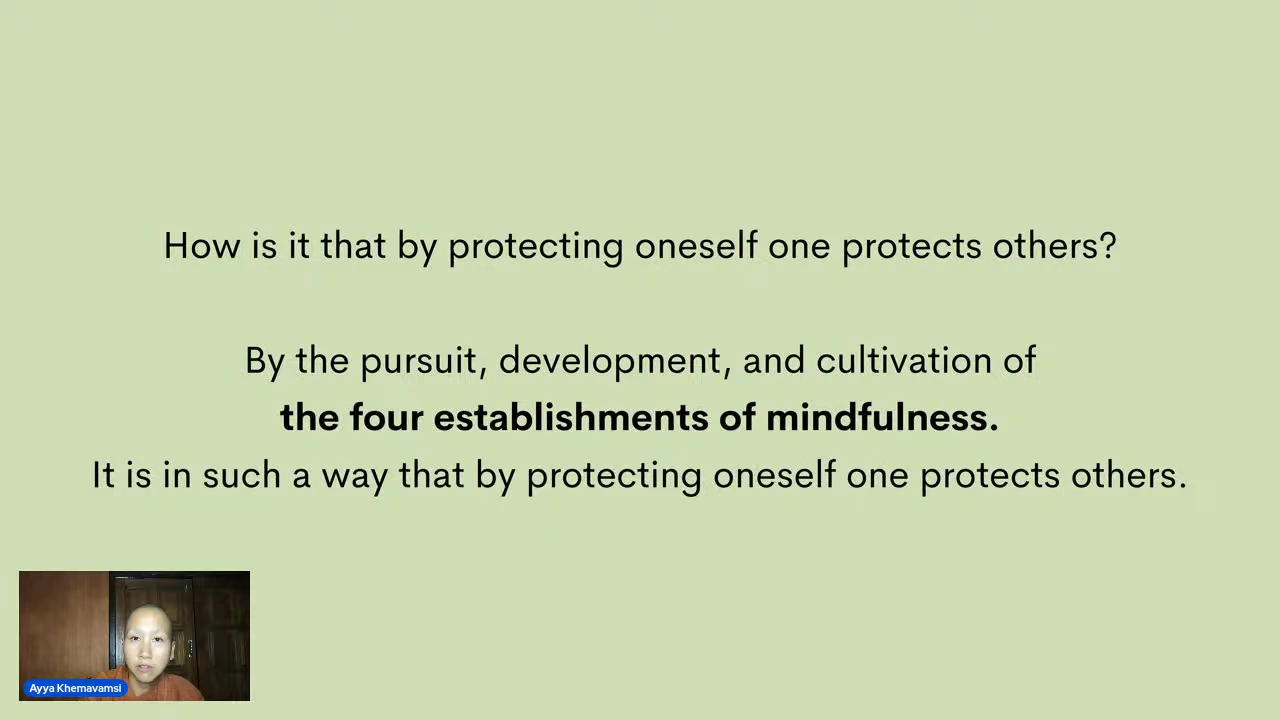 How is it that by protecting oneself one protects others?
By the pursuit, development, and cultivation of
the four establishments of mindfulness.
It is in such a way that by protecting oneself one protects others.
Ayya Khemavamsi